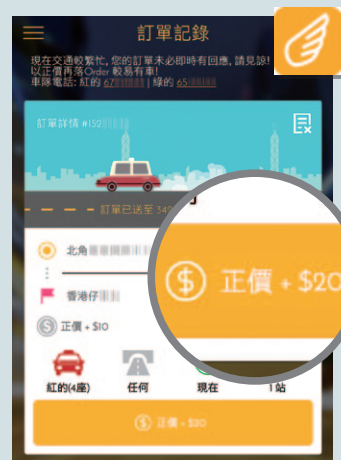 訂單記錄
現在交通較繁忙, 您的訂單未必即時有回應, 請見諒!
以正價再落Order 較易有車!
車隊電話: 紅的 67 | 綠的 65
訂單詳情 #152
訂單已送至 34
北角
香港仔
正價 + $10
正價 + $20
紅的(4座) 任何 現在 1站
正價 + $20